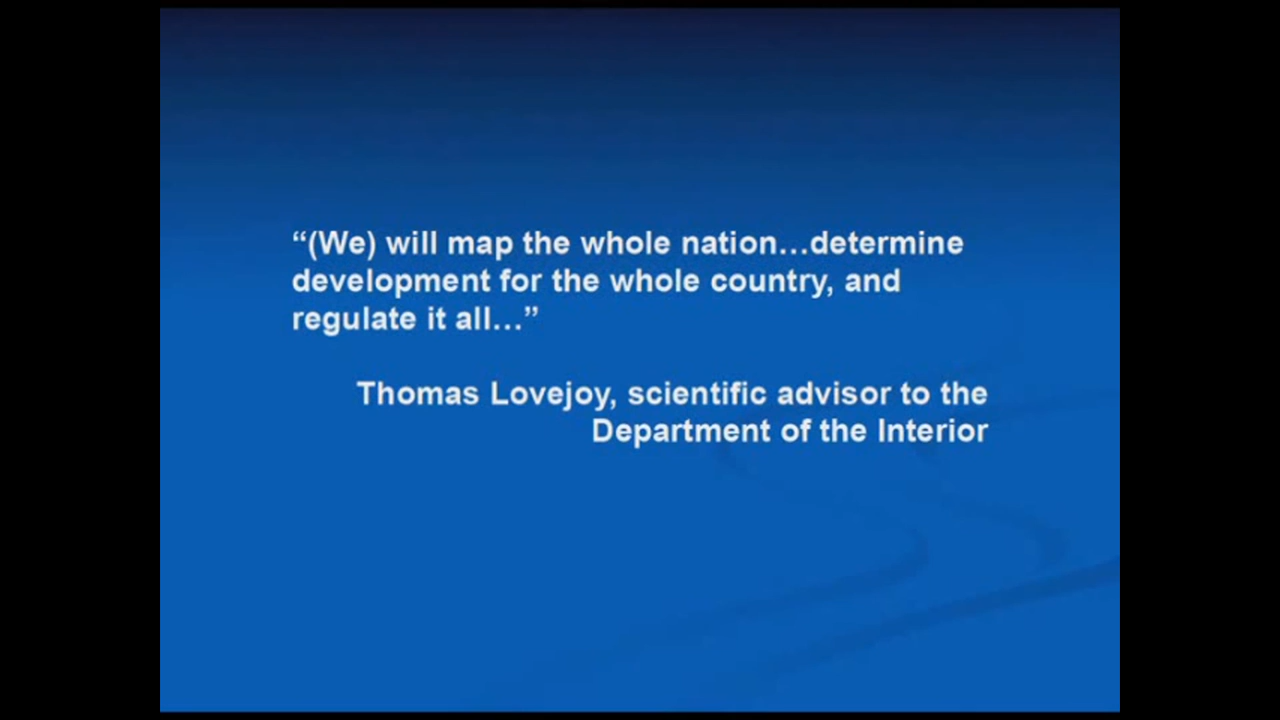 “(We) will map the whole nation…determine
development for the whole country, and
regulate it all…”
Thomas Lovejoy, scientific advisor to the
Department of the Interior